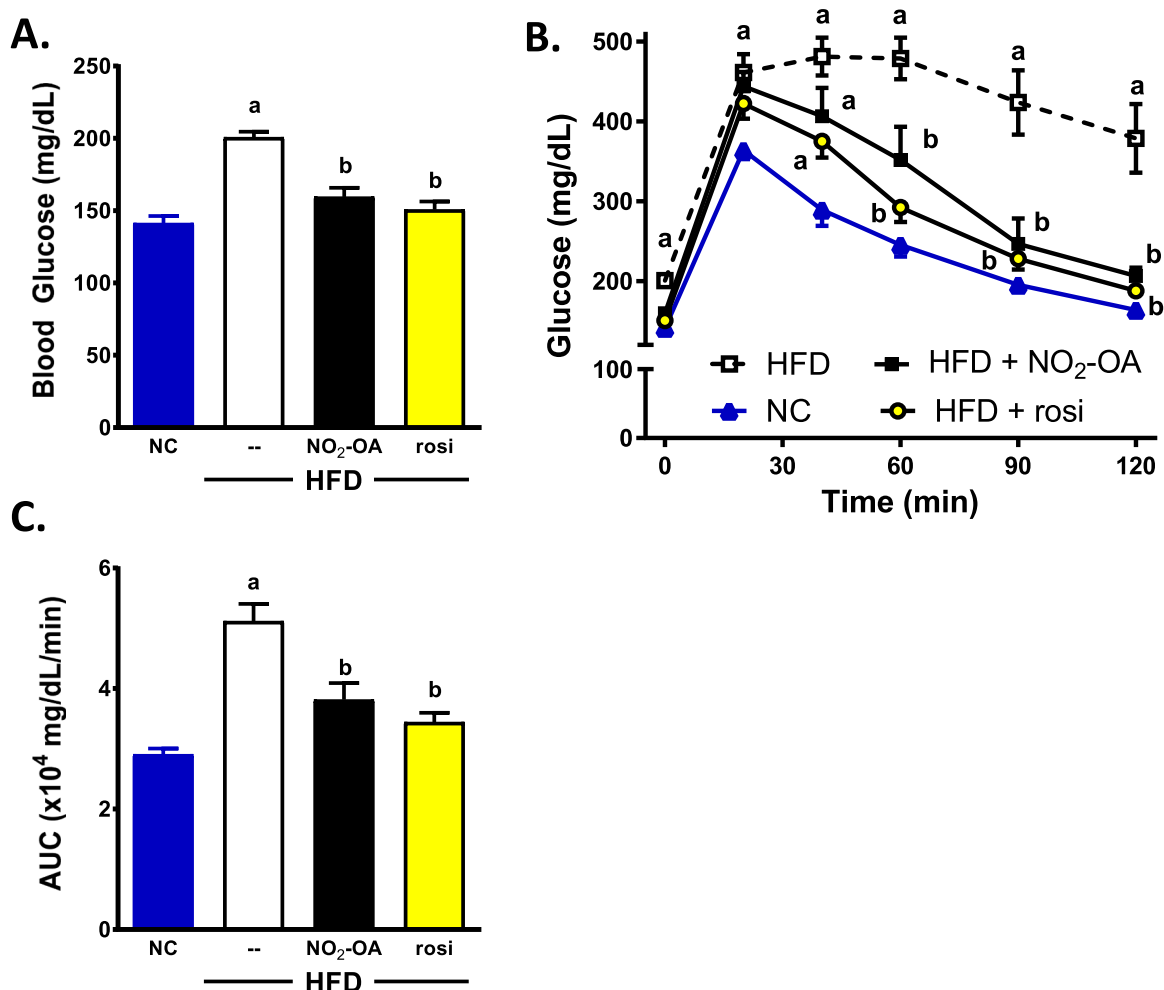 A.
Blood Glucose (mg/dL)
250
200
150
100
50
0
a
b
b
NC
--
NO₂-OA
rosi
HFD
B.
Glucose (mg/dL)
500
400
300
200
100
0
a
a
a
a
a
a
a
a
b
b
b
b
b
b
HFD
HFD + NO₂-OA
NC
HFD + rosi
0
30
60
90
120
Time (min)
C.
AUC (x10⁴ mg/dL/min)
6
4
2
0
a
b
b
NC
--
NO₂-OA
rosi
HFD